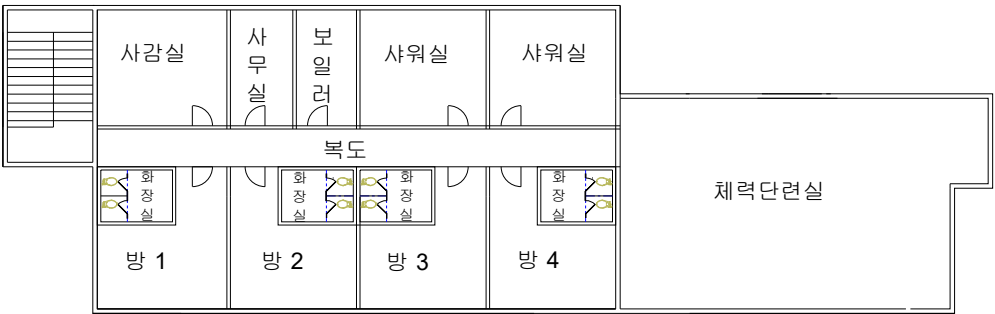 사감실
사무실
보일러
샤워실
샤워실
복도
화장실
화장실
화장실
화장실
체력단련실
방 1
방 2
방 3
방 4